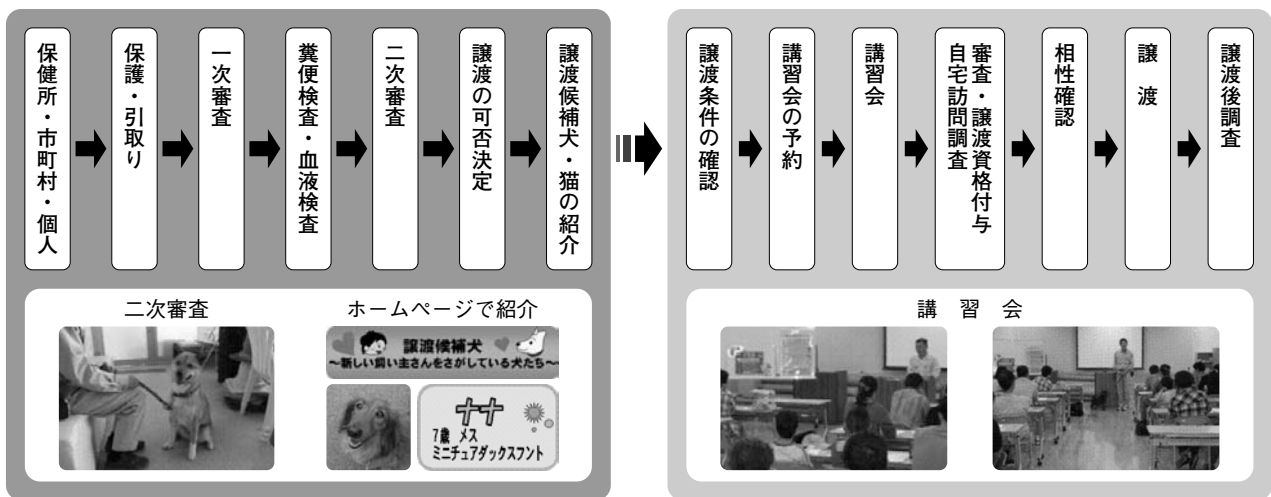 保健所・市町村・個人
保護・引取り
一次審査
糞便検査・血液検査
二次審査
譲渡の可否決定
譲渡候補犬・猫の紹介
譲渡条件の確認
講習会の予約
講習会
審査・譲渡資格付与
自宅訪問調査
相性確認
譲 渡
譲渡後調査
二次審査
ホームページで紹介
譲渡候補犬
～新しい飼い主さんをさがしている犬たち～
ナナ
7歳 メス
ミニチュアダックスフント
講 習 会